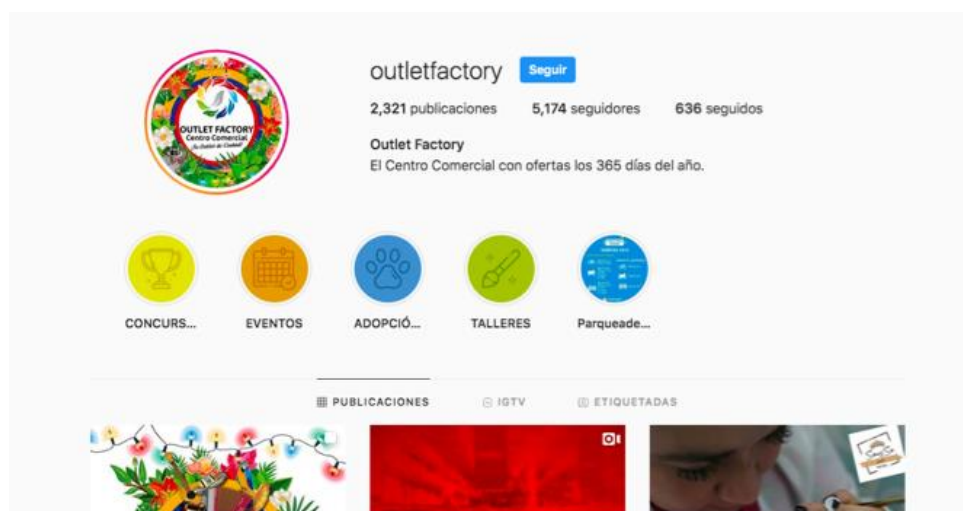 outletfactory Seguir
2,321 publicaciones 5,174 seguidores 636 seguidos
Outlet Factory
El Centro Comercial con ofertas los 365 días del año.
OUTLET FACTORY
Centro Comercial
CONCURS... EVENTOS ADOPCIÓ... TALLERES Parqueade...
PUBLICACIONES IGTV ETIQUETADAS